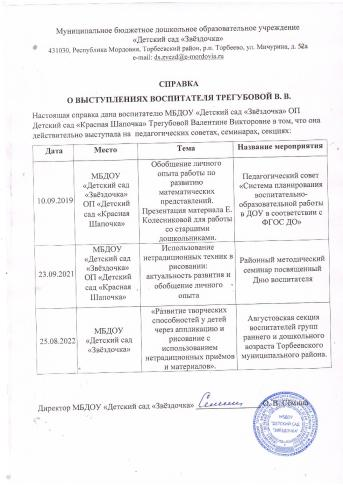 Муниципальное бюджетное дошкольное образовательное учреждение
«Детский сад «Звёздочка»
431030, Республика Мордовия, Торбеевский район, р.п. Торбеево, ул. Мичурина, д. 52а
e-mail: ds.zvezd@e-mordovia.ru
СПРАВКА
О ВЫСТУПЛЕНИЯХ ВОСПИТАТЕЛЯ ТРЕГУБОВОЙ В. В.
Настоящая справка дана воспитателю МБДОУ «Детский сад «Звёздочка» ОП
Детский сад «Красная Шапочка» Трегубовой Валентине Викторовне в том, что она
действительно выступала на педагогических советах, семинарах, секциях:
Дата
Место
Тема
Название мероприятия
10.09.2019
МБДОУ
«Детский сад
«Звёздочка»
ОП «Детский
сад «Красная
Шапочка»
Обобщение личного
опыта работы по
развитию
математических
представлений.
Презентация материала Е.
Колесниковой для работы
со старшими
дошкольниками.
Педагогический совет
«Система планирования
воспитательно-
образовательной работы
в ДОУ в соответствии с
ФГОС ДО»
23.09.2021
МБДОУ
«Детский сад
«Звёздочка»
ОП «Детский
сад «Красная
Шапочка»
Использование
нетрадиционных техник в
рисовании:
актуальность развития и
обобщение личного
опыта
Районный методический
семинар посвященный
Дню воспитателя
25.08.2022
МБДОУ
«Детский сад
«Звёздочка»
«Развитие творческих
способностей у детей
через аппликацию и
рисование с
использованием
нетрадиционных приёмов
и материалов».
Августовская секция
воспитателей групп
раннего и дошкольного
возраста Торбеевского
муниципального района.
Директор МБДОУ «Детский сад «Звёздочка»
О. В. Сёмина
МБДОУ
"ДЕТСКИЙ САД
"ЗВЁЗДОЧКА"